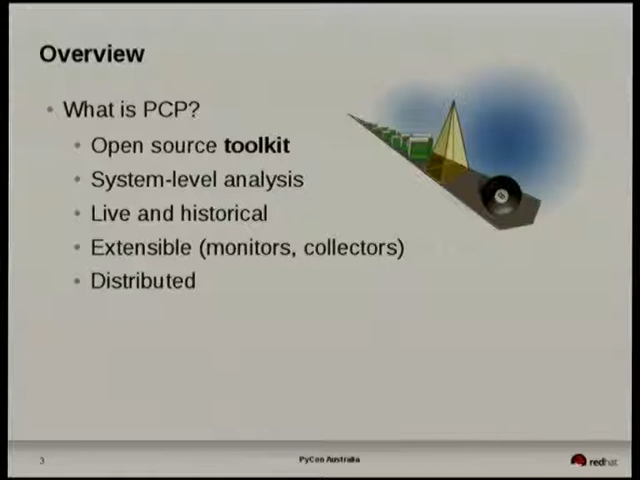 Overview
What is PCP?
Open source toolkit
System-level analysis
Live and historical
Extensible (monitors, collectors)
Distributed
3
PyCon Australia
redhat